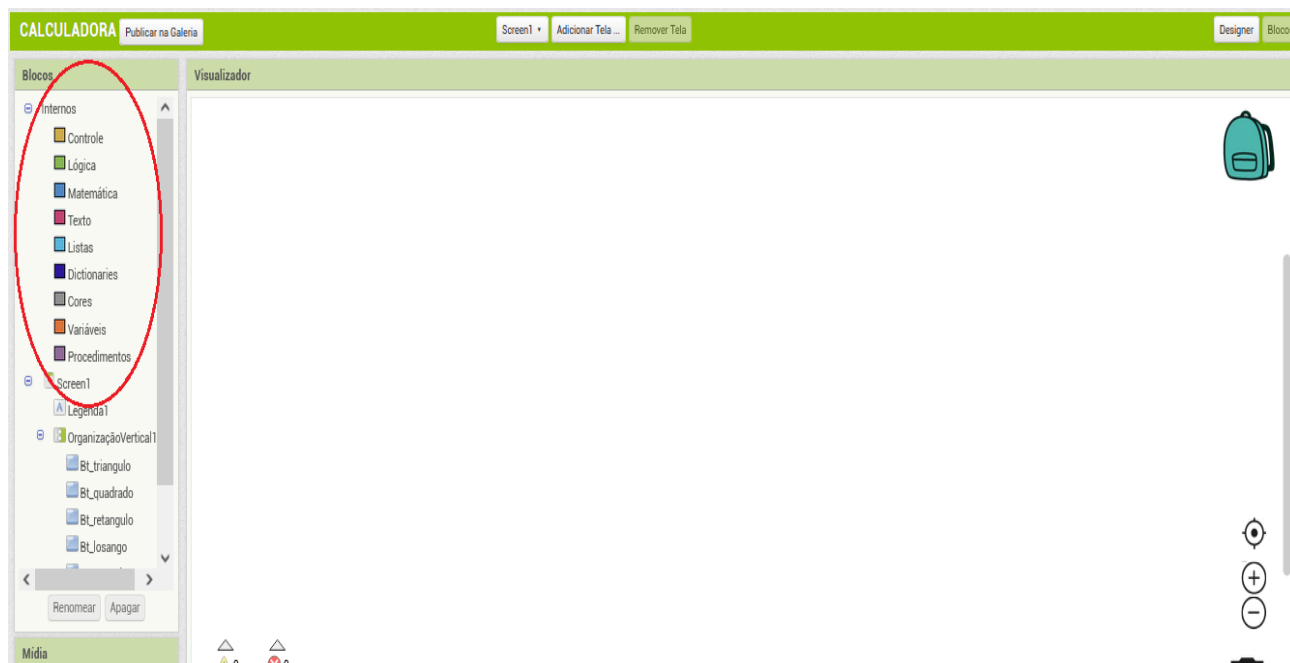 CALCULADORA Publicar na Galeria Screen1 Adicionar Tela ... Remover Tela Designer
Blocos Visualizador
Internos
Controle
Lógica
Matemática
Texto
Listas
Dictionaries
Cores
Variáveis
Procedimentos
Screen1
A Legenda1
OrganizaçãoVertical1
Bt_triangulo
Bt_quadrado
Bt_retangulo
Bt_losango
Renomear Apagar
Mídia